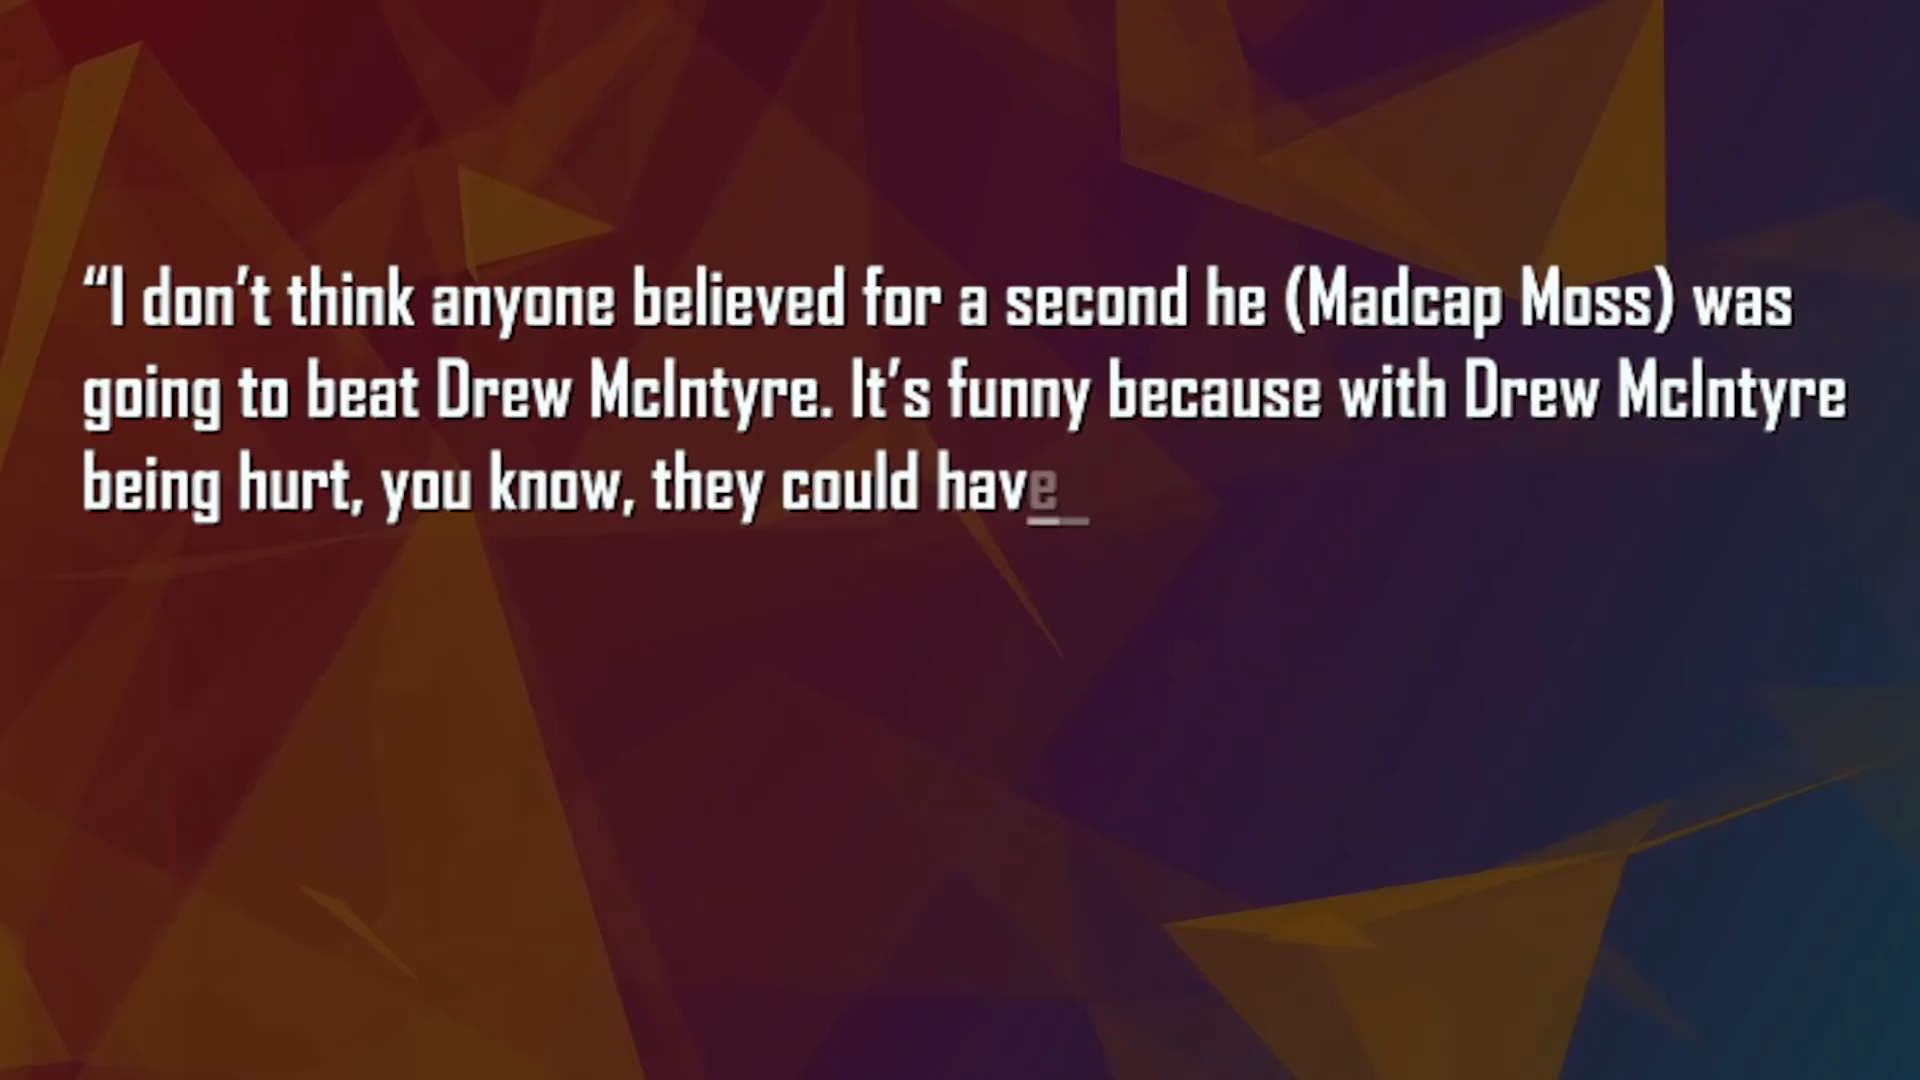 “I don’t think anyone believed for a second he (Madcap Moss) was
going to beat Drew McIntyre. It’s funny because with Drew McIntyre
being hurt, you know, they could have_